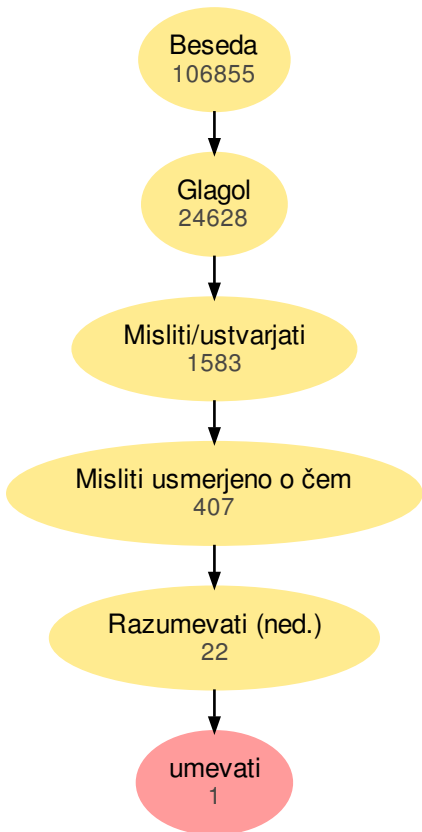 Beseda
106855
Glagol
24628
Misliti/ustvarjati
1583
Misliti usmerjeno o čem
407
Razumevati (ned.)
22
umevati
1